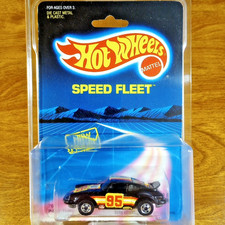 FOR AGES OVER 3.
DIE CAST METAL
& PLASTIC.
Hot Wheels
MATTEL
SPEED FLEET
95